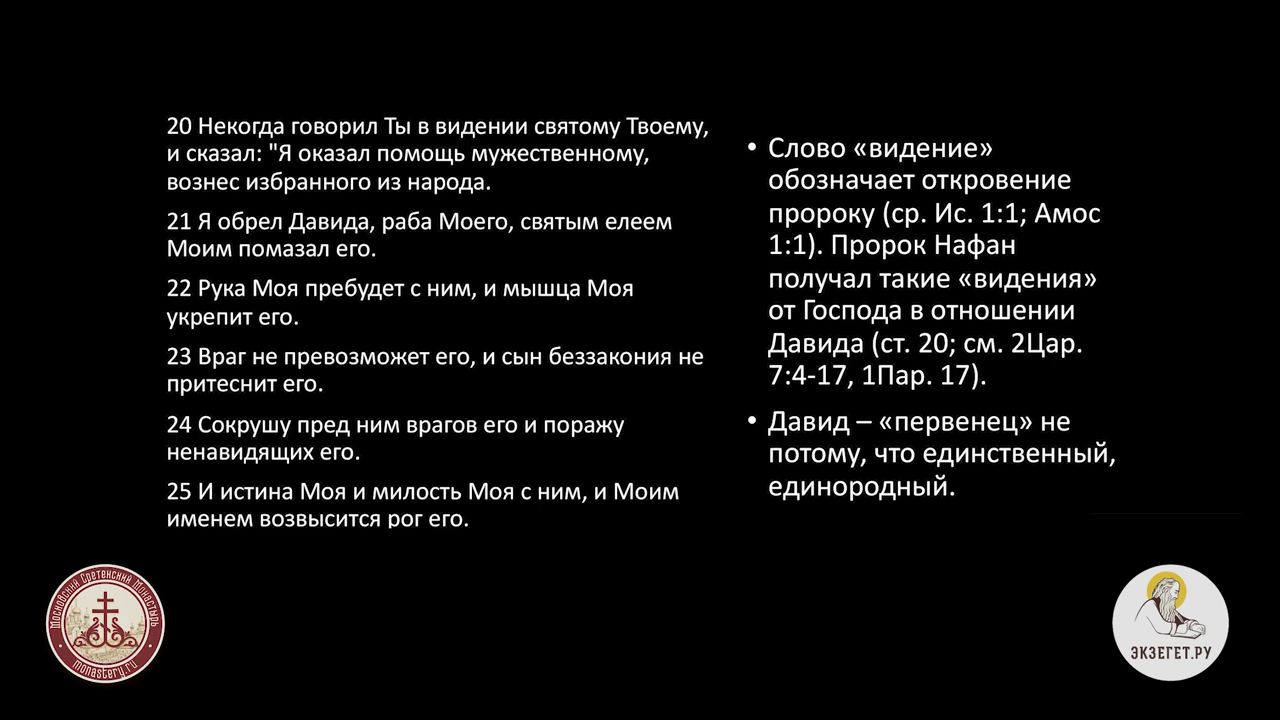 20 Некогда говорил Ты в видении святому Твоему,
и сказал: "Я оказал помощь мужественному,
вознес избранного из народа.
21 Я обрел Давида, раба Моего, святым елеем
Моим помазал его.
22 Рука Моя пребудет с ним, и мышца Моя
укрепит его.
23 Враг не превозможет его, и сын беззакония не
притеснит его.
24 Сокрушу пред ним врагов его и поражу
ненавидящих его.
25 И истина Моя и милость Моя с ним, и Моим
именем возвысится рог его.
• Слово «видение»
обозначает откровение
пророку (ср. Ис. 1:1; Амос
1:1). Пророк Нафан
получал такие «видения»
от Господа в отношении
Давида (ст. 20; см. 2Цар.
7:4-17, 1Пар. 17).
• Давид – «первенец» не
потому, что единственный,
единородный.
Московский Сретенский Монастырь
monastery.ru
ЭКЗЕГЕТ.РУ